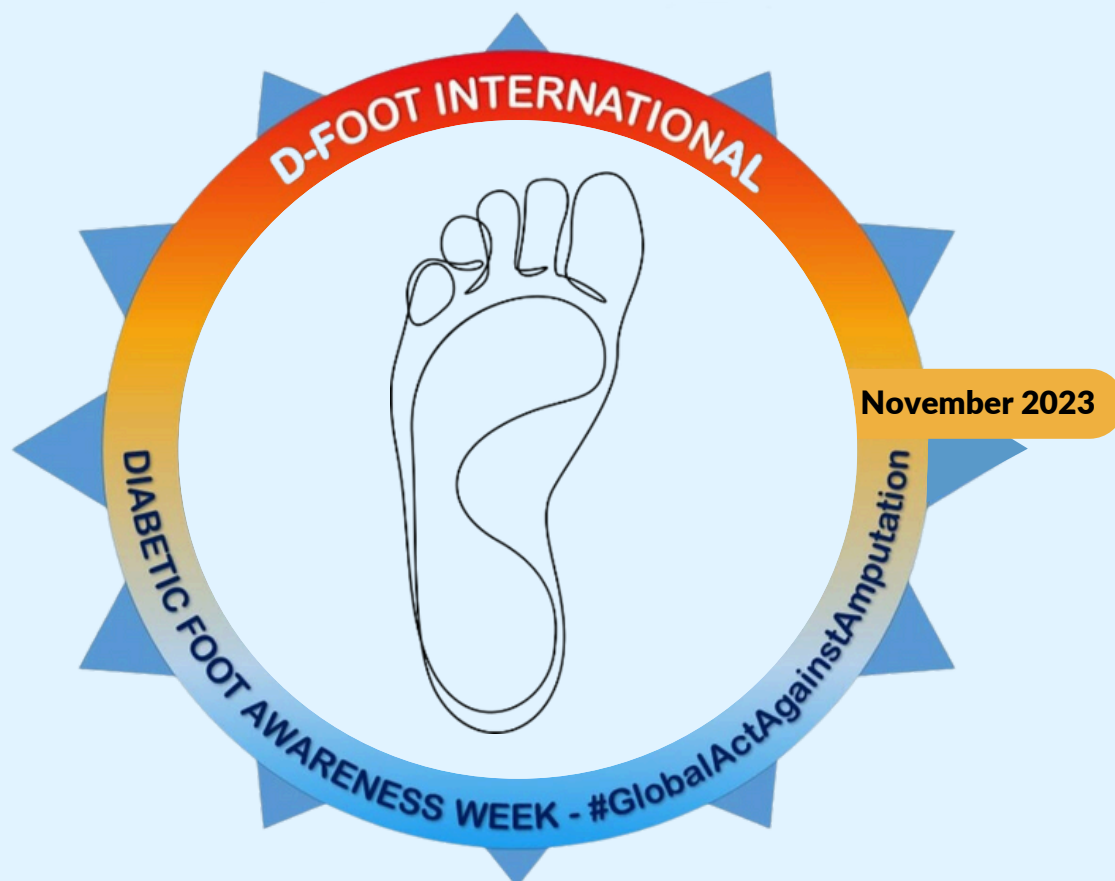 D-FOOT INTERNATIONAL
November 2023
DIABETIC FOOT AWARENESS WEEK - #GlobalActAgainstAmputation